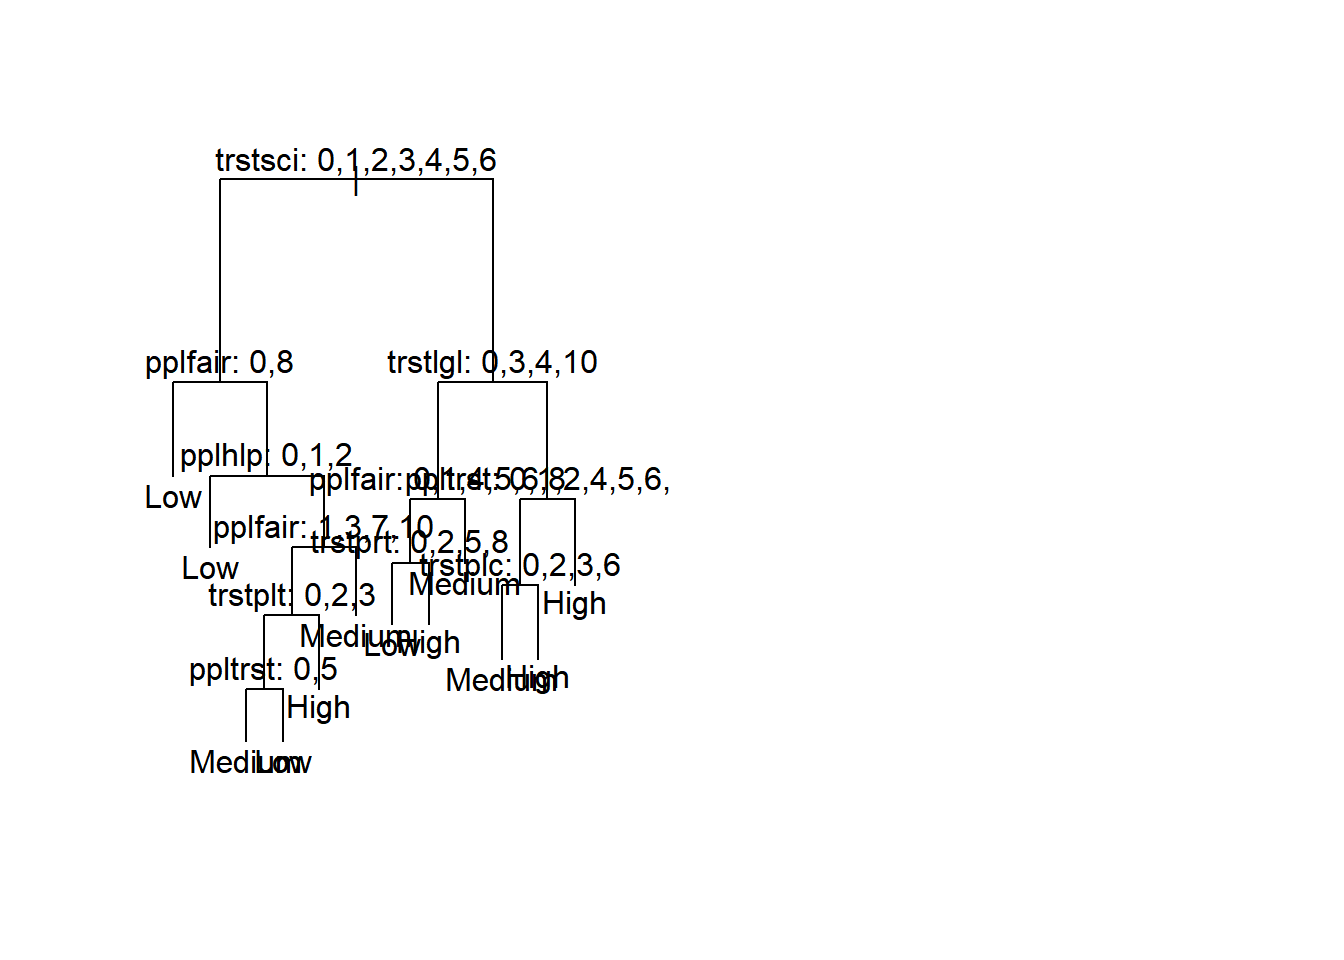 trstsci: 0,1,2,3,4,5,6
pplfair: 0,8
trstlgl: 0,3,4,10
pplhlp: 0,1,2
pplfair: 0,1,4,5,6,8
ppltrst: 0,1,2,4,5,6,
Low
pplfair: 1,3,7,10
trstprt: 0,2,5,8
trstplc: 0,2,3,6
Low
Medium
trstplt: 0,2,3
High
Medium
Low
High
ppltrst: 0,5
Medium
High
High
Medium
Low